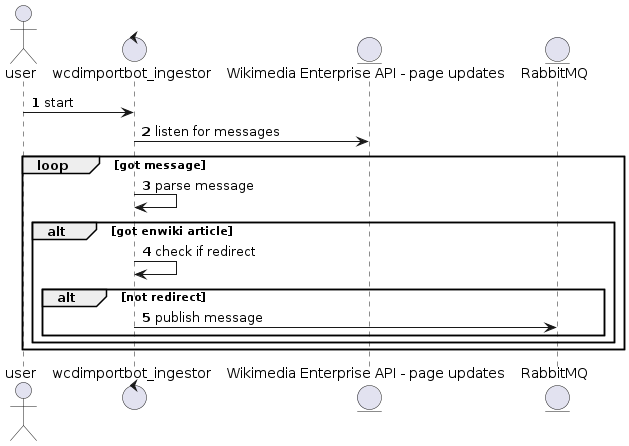 user wcdimportbot_ingestor Wikimedia Enterprise API - page updates RabbitMQ
1 start
2 listen for messages
loop [got message]
3 parse message
alt [got enwiki article]
4 check if redirect
alt [not redirect]
5 publish message
user wcdimportbot_ingestor Wikimedia Enterprise API - page updates RabbitMQ